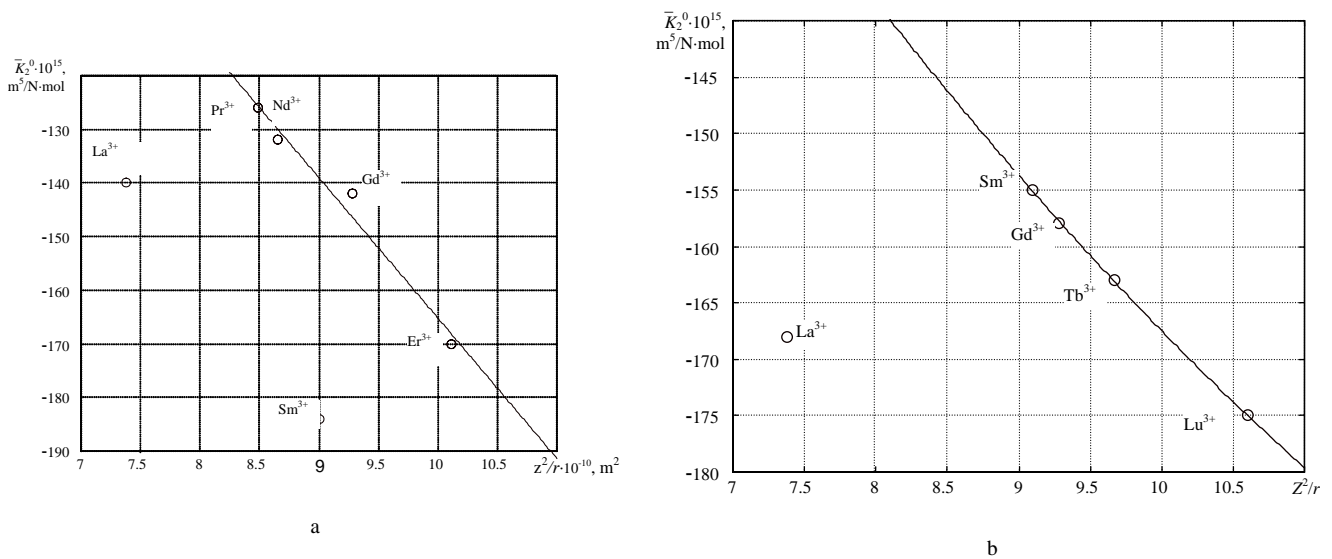 K̅₂⁰·10¹⁵,
m⁵/N·mol
-130
-140
-150
-160
-170
-180
-190
7
7.5
8
8.5
9
9.5
10
10.5
z²/r·10⁻¹⁰, m²
La³⁺
Pr³⁺
Nd³⁺
Gd³⁺
Er³⁺
Sm³⁺
a
K̅₂⁰·10¹⁵,
m⁵/N·mol
-145
-150
-155
-160
-165
-170
-175
-180
7
7.5
8
8.5
9
9.5
10
10.5
Z²/r
Sm³⁺
Gd³⁺
Tb³⁺
La³⁺
Lu³⁺
b